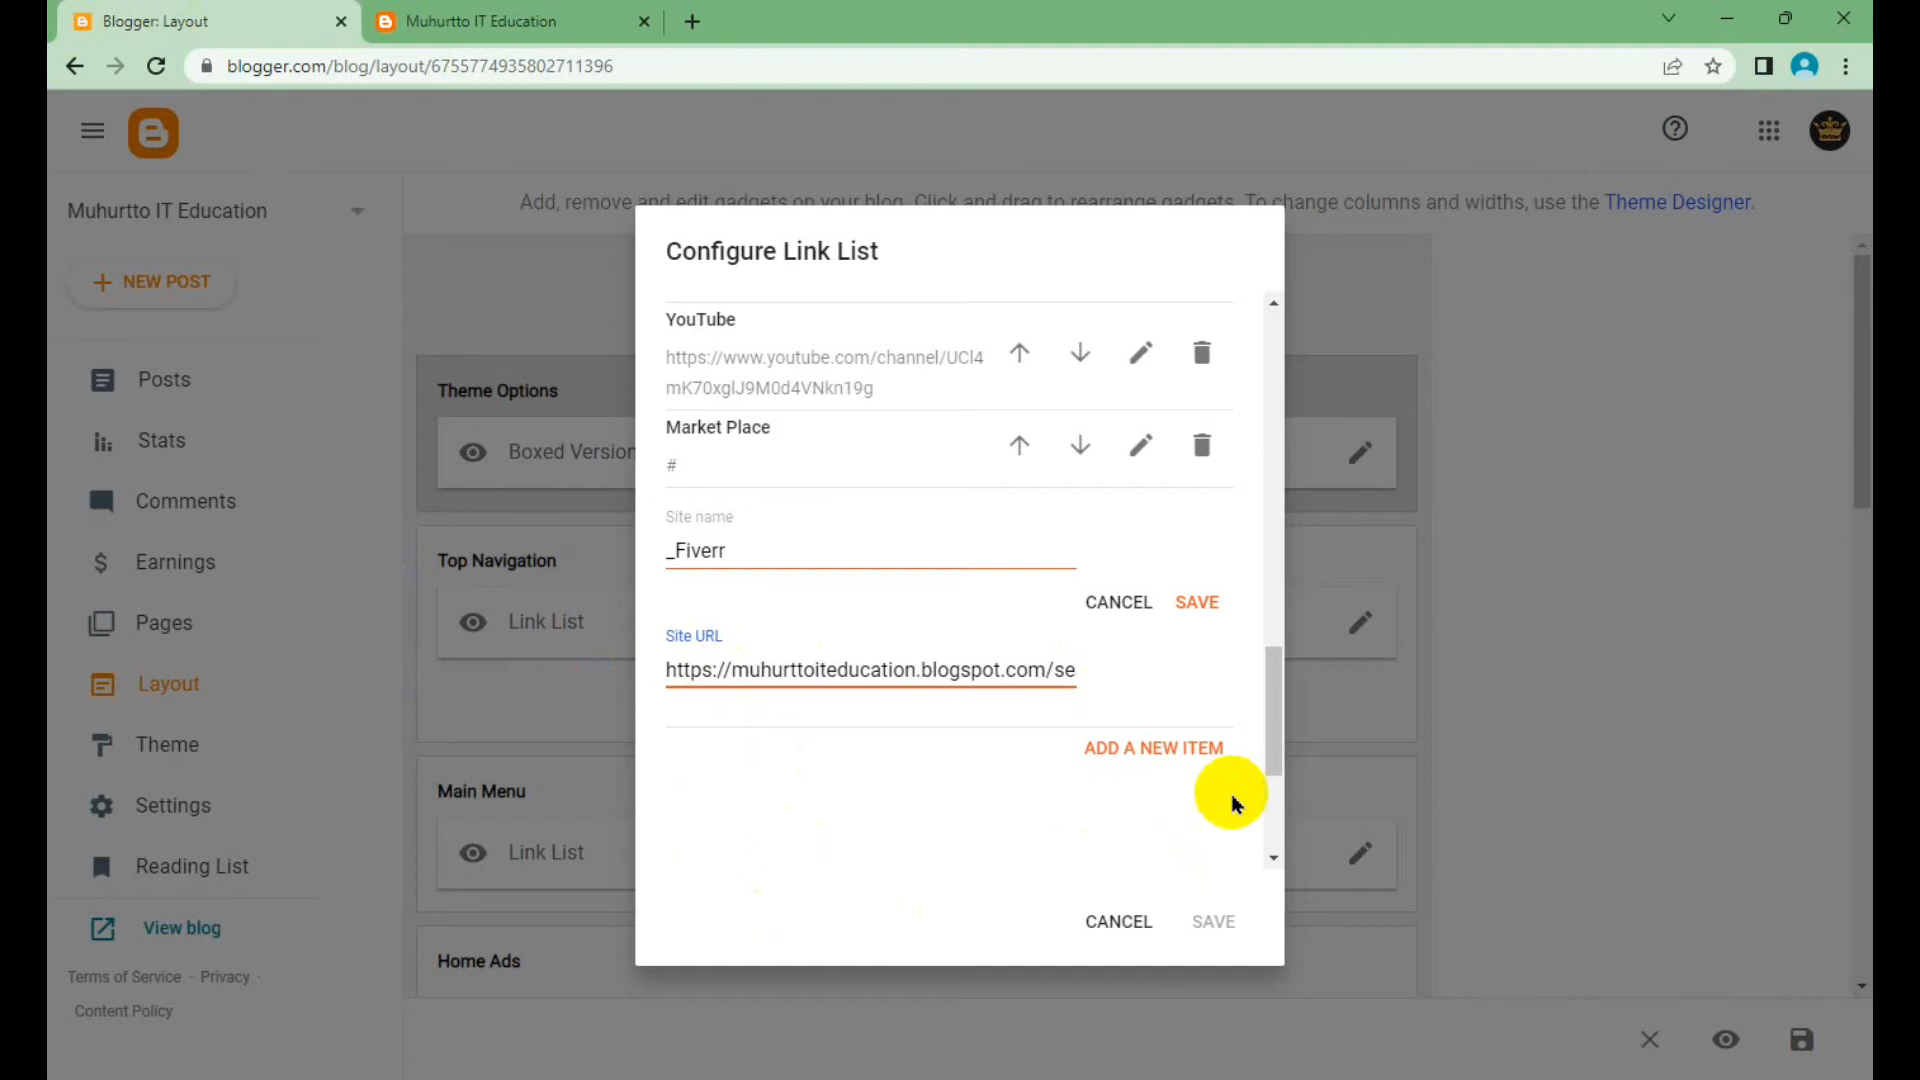 Blogger: Layout
Muhurtto IT Education
blogger.com/blog/layout/6755774935802711396
Muhurtto IT Education
NEW POST
Posts
Stats
Comments
Earnings
Pages
Layout
Theme
Settings
Reading List
View blog
Terms of Service · Privacy ·
Content Policy
Add, remove and edit gadgets on your blog. Click and drag to rearrange gadgets. To change columns and widths, use the Theme Designer.
Theme Options
Boxed Version
Top Navigation
Link List
Main Menu
Link List
Home Ads
Configure Link List
YouTube
https://www.youtube.com/channel/UCl4
mK70xglJ9M0d4VNkn19g
Market Place
#
Site name
_Fiverr
CANCEL SAVE
Site URL
https://muhurttoiteducation.blogspot.com/se
ADD A NEW ITEM
CANCEL SAVE